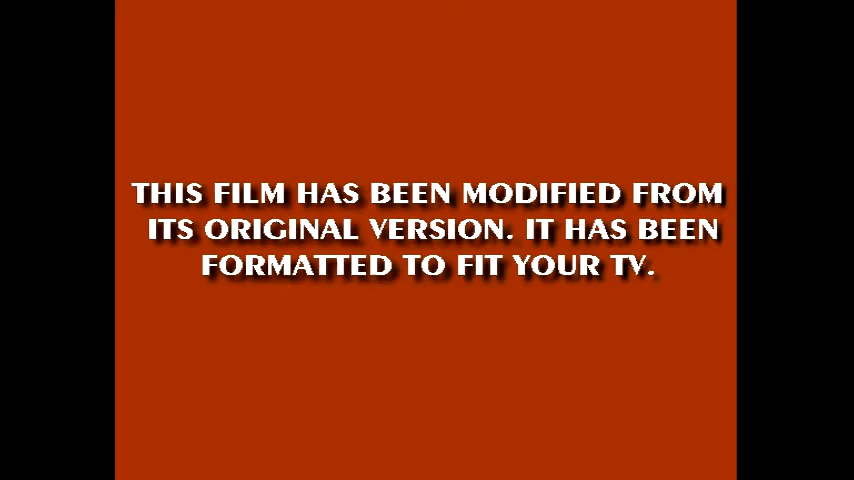 THIS FILM HAS BEEN MODIFIED FROM
ITS ORIGINAL VERSION. IT HAS BEEN
FORMATTED TO FIT YOUR TV.